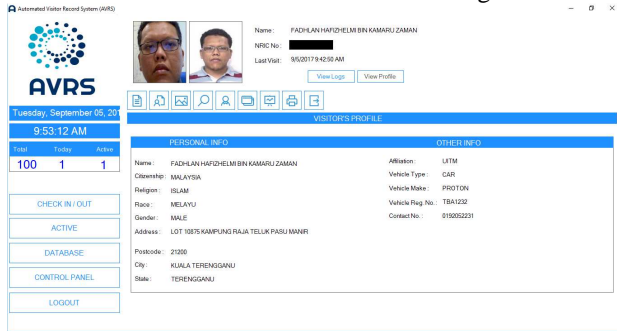 Automated Visitor Record System (AVRS)
Name : FADHLAN HAFIZHELMI BIN KAMARU ZAMAN
NRIC No :
Last Visit : 9/5/2017 9:42:50 AM
View Logs View Profile
AVRS
Tuesday, September 05, 201
9:53:12 AM
Total Today Active
100 1 1
CHECK IN / OUT
ACTIVE
DATABASE
CONTROL PANEL
LOGOUT
VISITOR'S PROFILE
PERSONAL INFO
Name : FADHLAN HAFIZHELMI BIN KAMARU ZAMAN
Citizenship : MALAYSIA
Religion : ISLAM
Race : MELAYU
Gender : MALE
Address : LOT 10875 KAMPUNG RAJA TELUK PASU MANIR
Postcode : 21200
City : KUALA TERENGGANU
State : TERENGGANU
OTHER INFO
Affiliation : UITM
Vehicle Type : CAR
Vehicle Make : PROTON
Vehicle Reg. No. : TBA1232
Contact No. : 0192052231